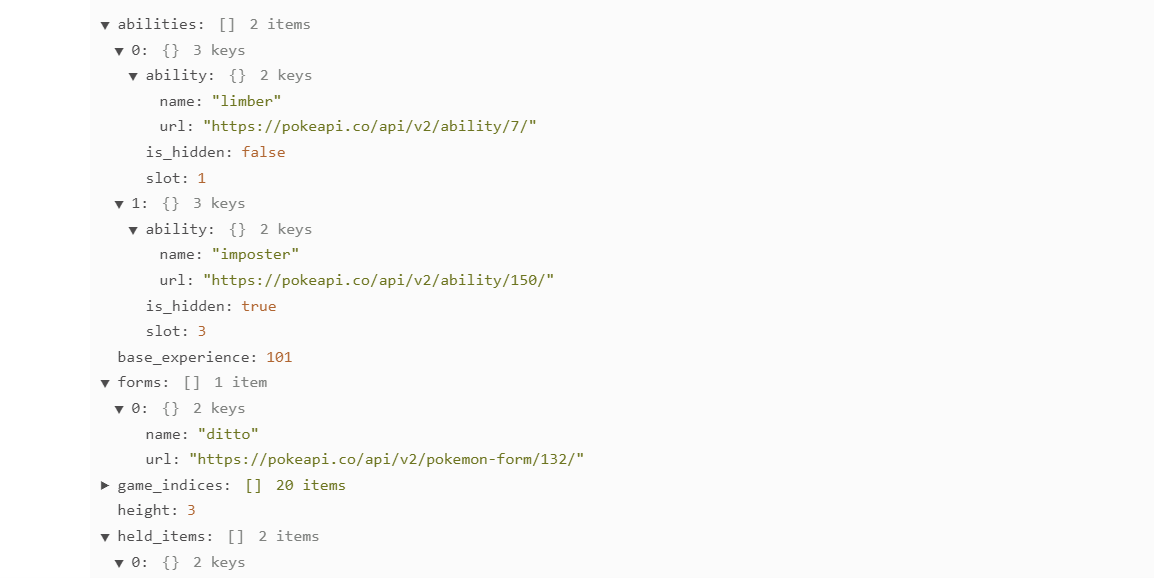 ▼ abilities: [] 2 items
▼ 0: {} 3 keys
▼ ability: {} 2 keys
name: "limber"
url: "https://pokeapi.co/api/v2/ability/7/"
is_hidden: false
slot: 1
▼ 1: {} 3 keys
▼ ability: {} 2 keys
name: "imposter"
url: "https://pokeapi.co/api/v2/ability/150/"
is_hidden: true
slot: 3
base_experience: 101
▼ forms: [] 1 item
▼ 0: {} 2 keys
name: "ditto"
url: "https://pokeapi.co/api/v2/pokemon-form/132/"
► game_indices: [] 20 items
height: 3
▼ held_items: [] 2 items
▼ 0: {} 2 keys